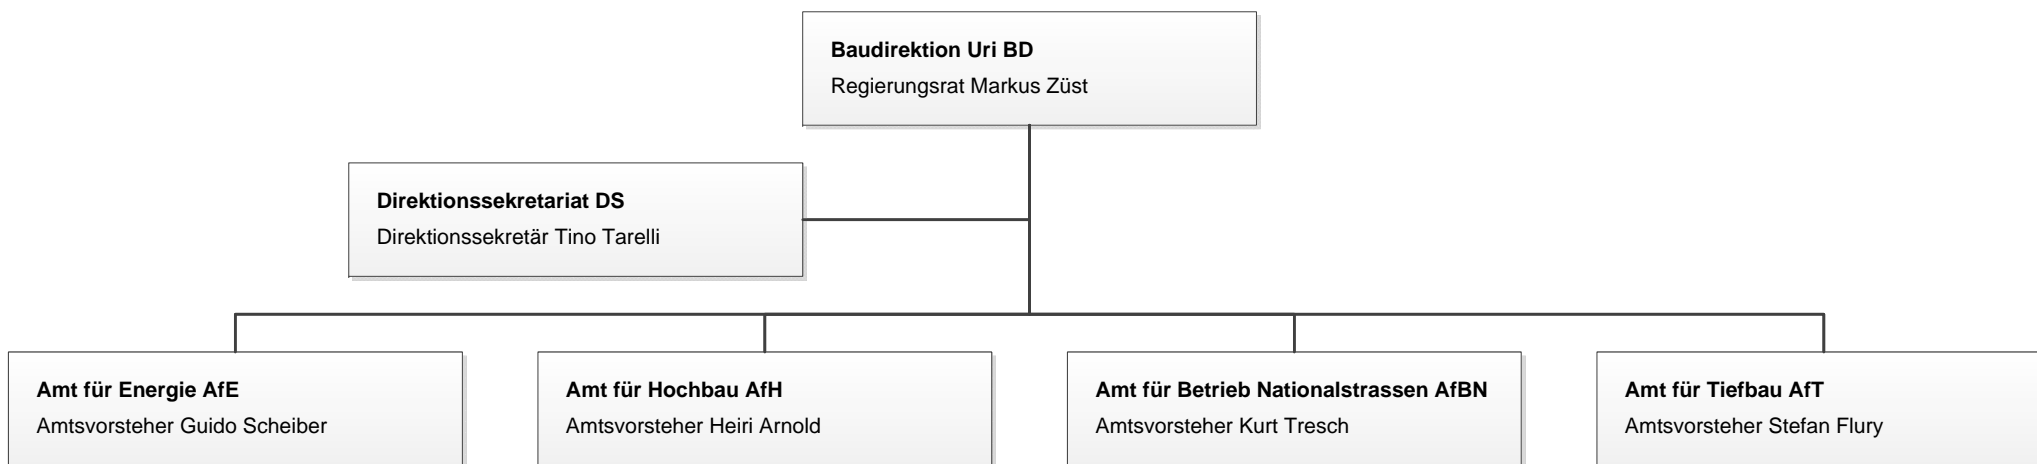 Baudirektion Uri BD
Regierungsrat Markus Züst
Direktionssekretariat DS
Direktionssekretär Tino Tarelli
Amt für Energie AfE
Amtsvorsteher Guido Scheiber
Amt für Hochbau AfH
Amtsvorsteher Heiri Arnold
Amt für Betrieb Nationalstrassen AfBN
Amtsvorsteher Kurt Tresch
Amt für Tiefbau AfT
Amtsvorsteher Stefan Flury